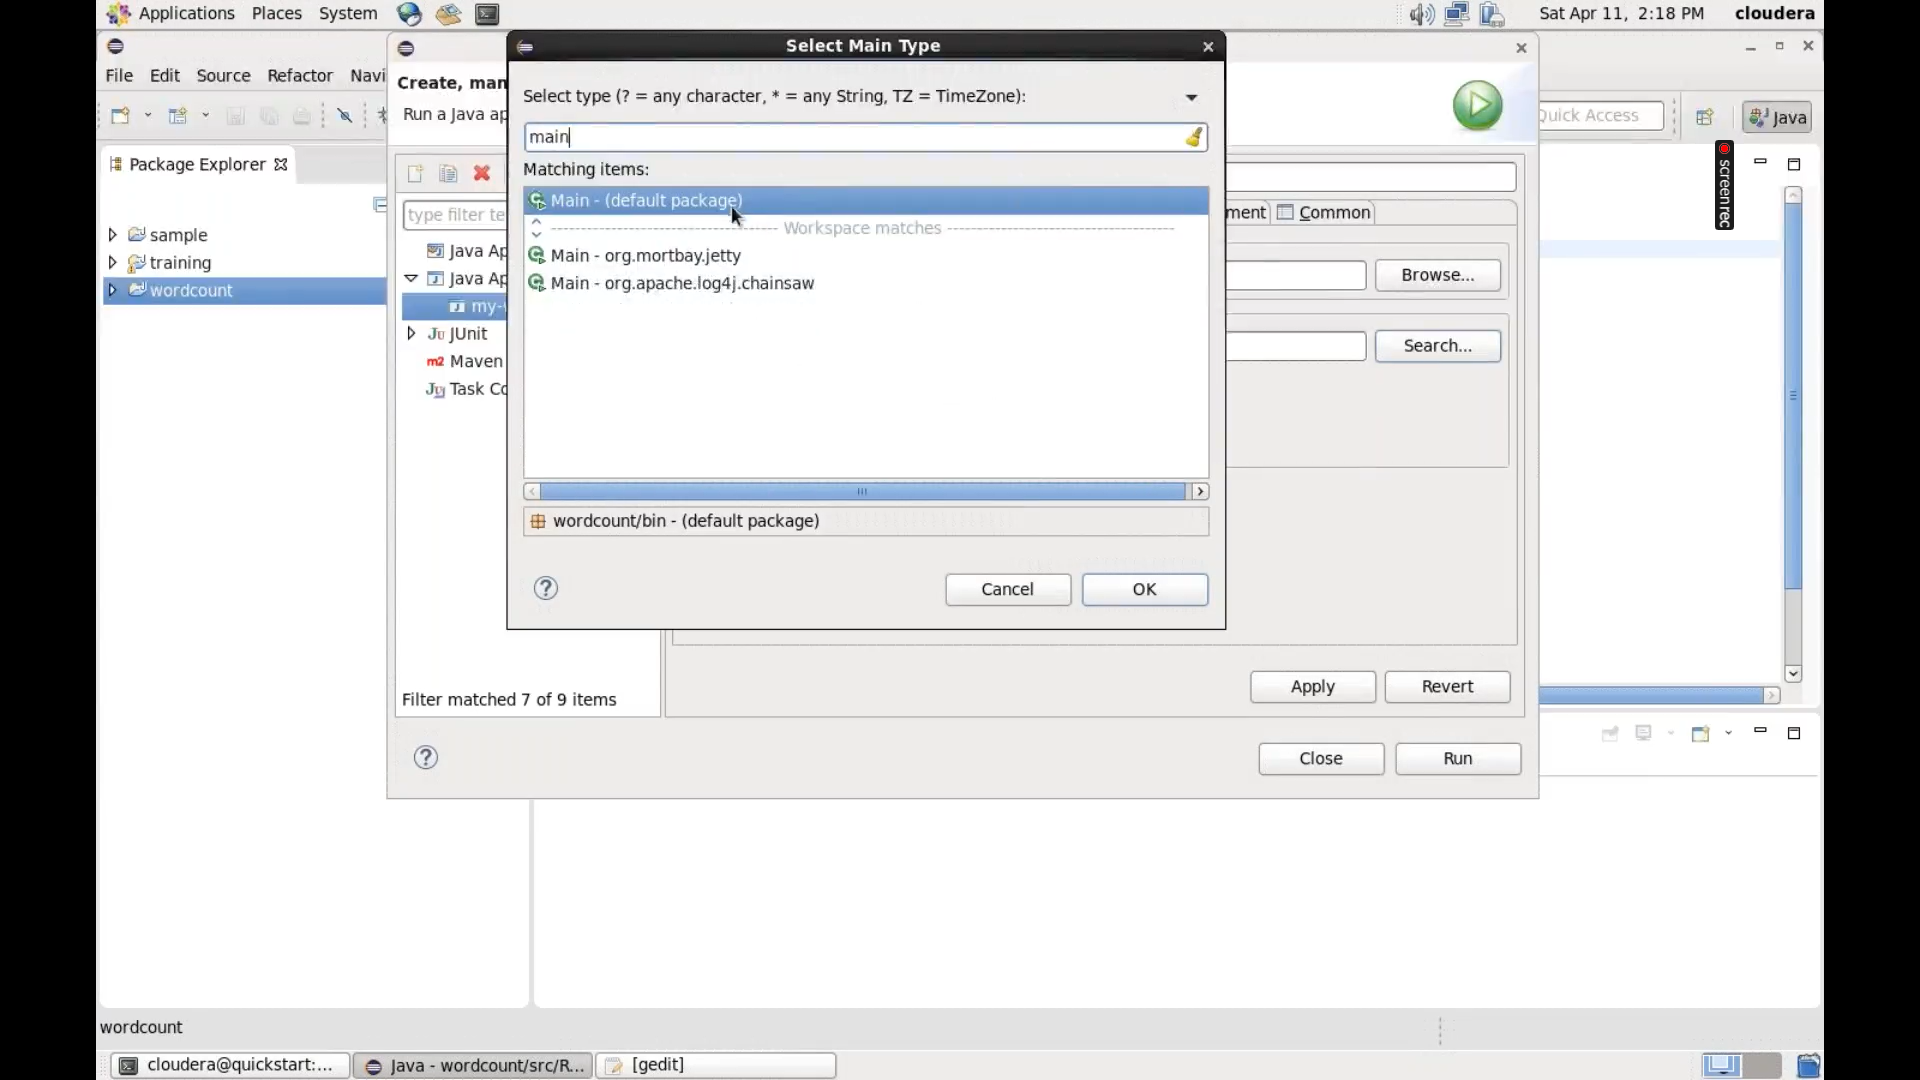 Applications Places System Sat Apr 11, 2:18 PM cloudera
Select Main Type
File Edit Source Refactor Navi
Create, man
Run a Java ap
Select type (? = any character, * = any String, TZ = TimeZone):
main
Quick Access
Java
Package Explorer
Matching items:
screenrec
type filter te
Main - (default package)
Workspace matches
ment
Common
sample
training
wordcount
Java Ap
Java Ap
my-
JUnit
Maven
Task Co
Main - org.mortbay.jetty
Main - org.apache.log4j.chainsaw
Browse...
Search...
wordcount/bin - (default package)
Cancel OK
Apply Revert
Filter matched 7 of 9 items
Close Run
wordcount
cloudera@quickstart:... Java - wordcount/src/R... [gedit]